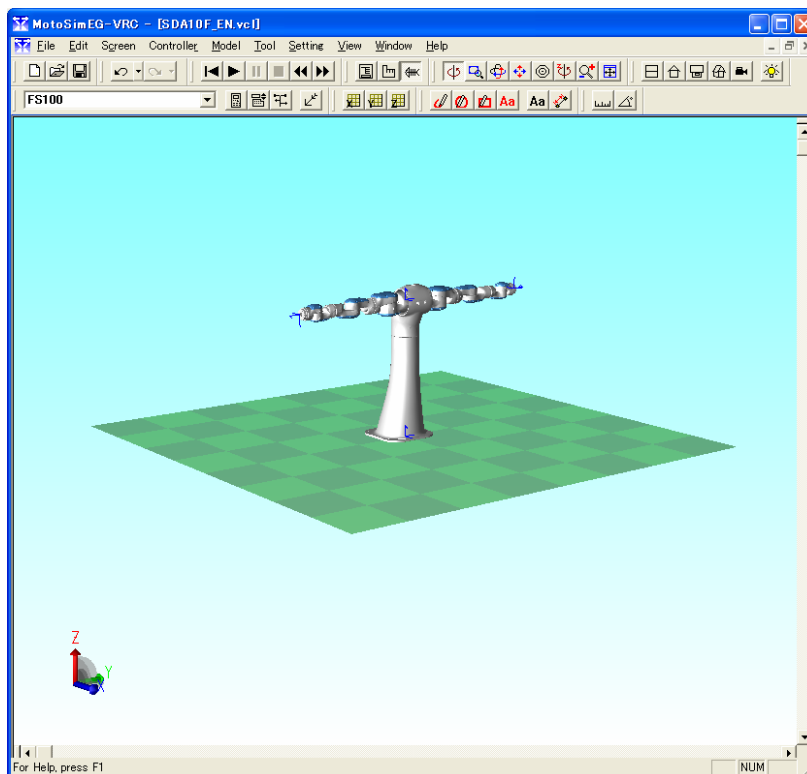 MotoSimEG-VRC - [SDA10F_EN.vcl]
File Edit Screen Controller Model Tool Setting View Window Help
FS100
X Y Z Aa Aa
Z
Y
X
For Help, press F1
NUM